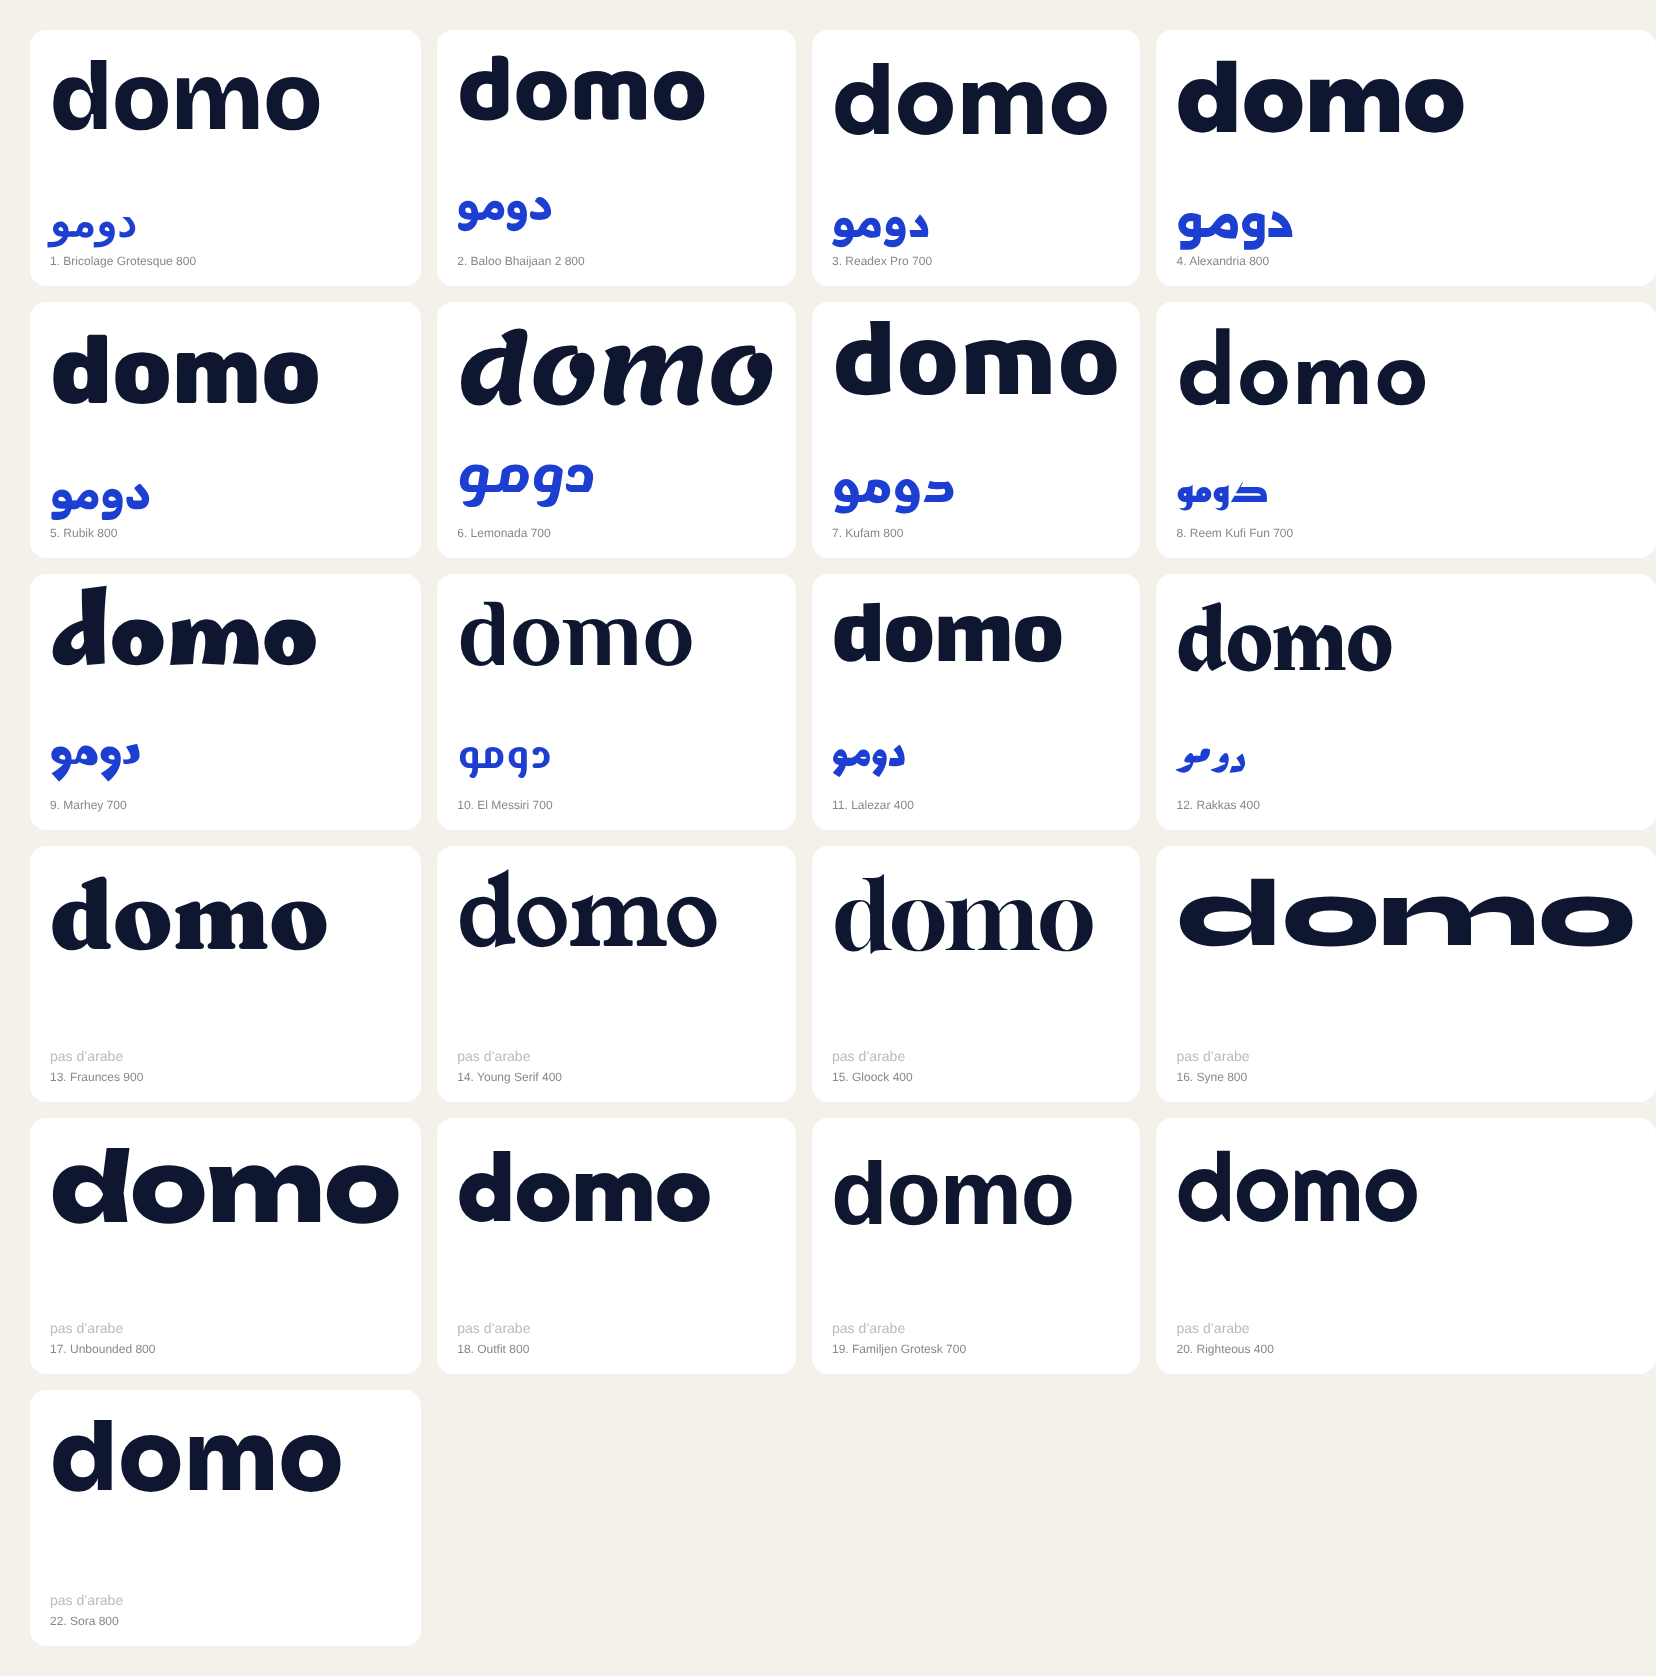 domo
دومو
1. Bricolage Grotesque 800
domo
دومو
2. Baloo Bhaijaan 2 800
domo
دومو
3. Readex Pro 700
domo
دومو
4. Alexandria 800
domo
دومو
5. Rubik 800
domo
دومو
6. Lemonada 700
domo
دومو
7. Kufam 800
domo
دومو
8. Reem Kufi Fun 700
domo
دومو
9. Marhey 700
domo
دومو
10. El Messiri 700
domo
دومو
11. Lalezar 400
domo
دومو
12. Rakkas 400
domo
pas d’arabe
13. Fraunces 900
domo
pas d’arabe
14. Young Serif 400
domo
pas d’arabe
15. Gloock 400
domo
pas d’arabe
16. Syne 800
domo
pas d’arabe
17. Unbounded 800
domo
pas d’arabe
18. Outfit 800
domo
pas d’arabe
19. Familjen Grotesk 700
domo
pas d’arabe
20. Righteous 400
domo
pas d’arabe
22. Sora 800